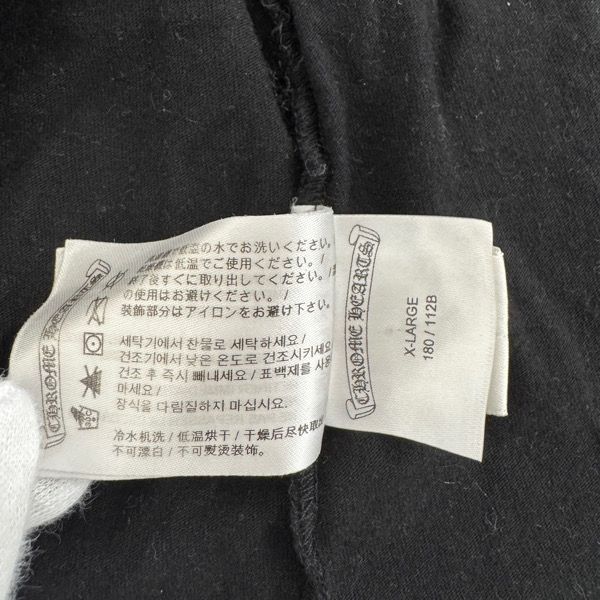 温の水でお洗いください。/
は低温でご使用ください。/
了後すぐに取り出してください。/
の使用はお避けください。/
装飾部分はアイロンをお避け下さい。
세탁기에서 찬물로 세탁하세요 /
건조기에서 낮은 온도로 건조시키세요
건조 후 즉시 빼내세요 / 표백제를 사용
마세요 /
장식을 다림질하지 마십시오.
冷水机洗 / 低温烘干 / 干燥后尽快取
不可漂白 / 不可熨烫装饰。
CHROME HEARTS
CHROME HEARTS
X-LARGE
180 / 112B